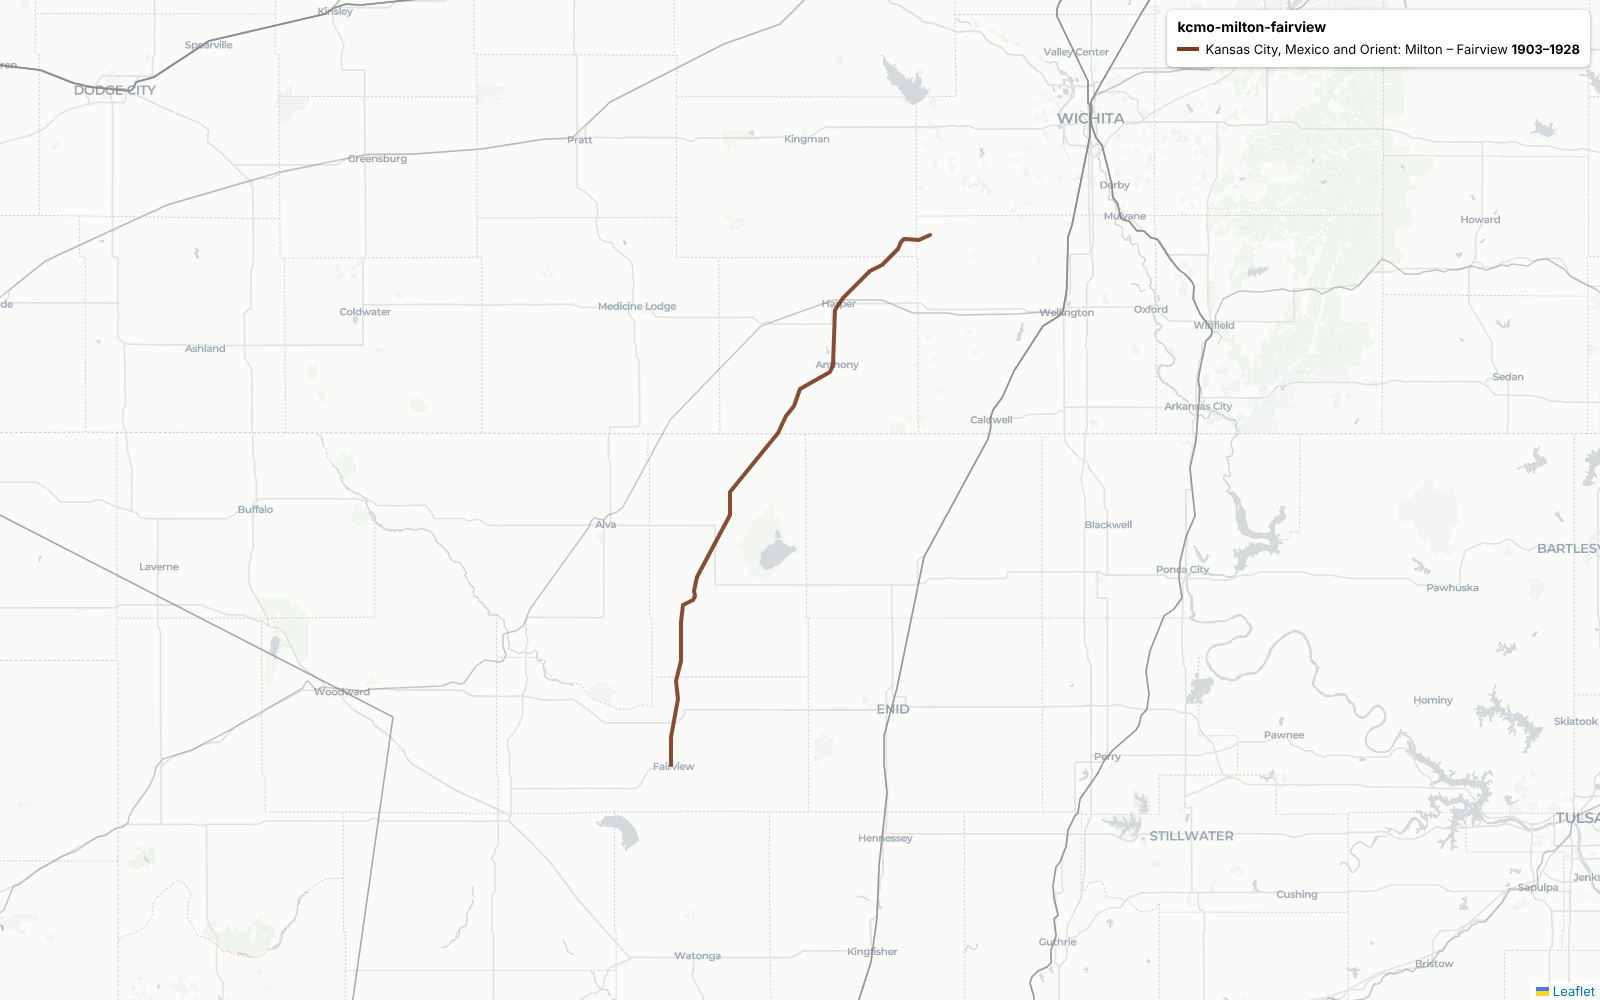 kcmo-milton-fairview
Kansas City, Mexico and Orient: Milton – Fairview 1903–1928
Kinsley
Spearville
Valley Center
DODGE CITY
WICHITA
Pratt
Kingman
Greensburg
Derby
Mulvane
Howard
de
Coldwater
Medicine Lodge
Harper
Wellington
Oxford
Winfield
Ashland
Anthony
Sedan
Arkansas City
Caldwell
Buffalo
Alva
Blackwell
BARTLESV
Laverne
Ponca City
Pawhuska
Woodward
ENID
Hominy
Skiatook
Pawnee
Perry
Fairview
Hennessey
STILLWATER
TULSA
Jenks
Sapulpa
Cushing
Guthrie
Watonga
Kingfisher
Bristow
Leaflet